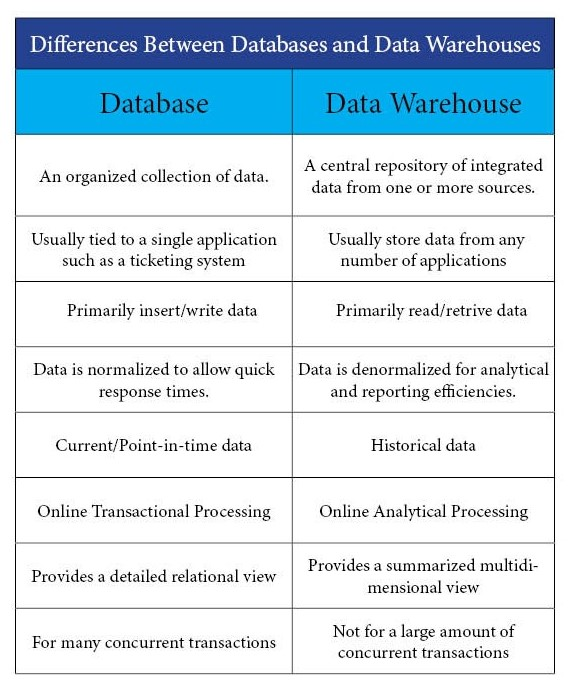 Differences Between Databases and Data Warehouses
Database
Data Warehouse
An organized collection of data.
A central repository of integrated
data from one or more sources.
Usually tied to a single application
such as a ticketing system
Usually store data from any
number of applications
Primarily insert/write data
Primarily read/retrive data
Data is normalized to allow quick
response times.
Data is denormalized for analytical
and reporting efficiencies.
Current/Point-in-time data
Historical data
Online Transactional Processing
Online Analytical Processing
Provides a detailed relational view
Provides a summarized multidi-
mensional view
For many concurrent transactions
Not for a large amount of
concurrent transactions